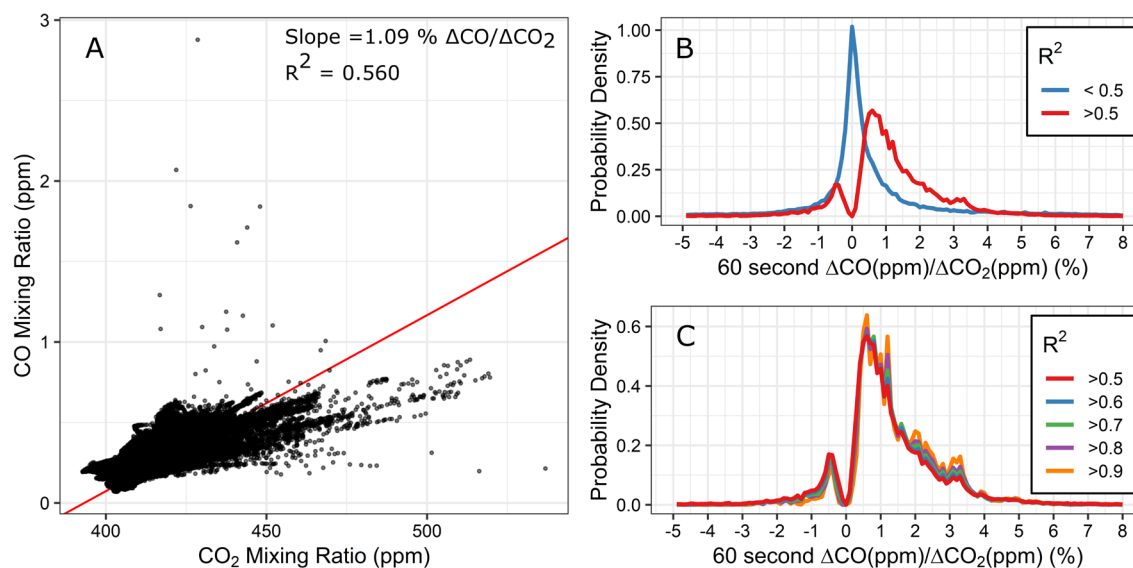 A
Slope =1.09 % ΔCO/ΔCO₂
R² = 0.560
CO Mixing Ratio (ppm)
3
2
1
0
400 450 500
CO₂ Mixing Ratio (ppm)
B
Probability Density
1.00
0.75
0.50
0.25
0.00
-5 -4 -3 -2 -1 0 1 2 3 4 5 6 7 8
60 second ΔCO(ppm)/ΔCO₂(ppm) (%)
R²
< 0.5
>0.5
C
Probability Density
0.6
0.4
0.2
0.0
-5 -4 -3 -2 -1 0 1 2 3 4 5 6 7 8
60 second ΔCO(ppm)/ΔCO₂(ppm) (%)
R²
>0.5
>0.6
>0.7
>0.8
>0.9